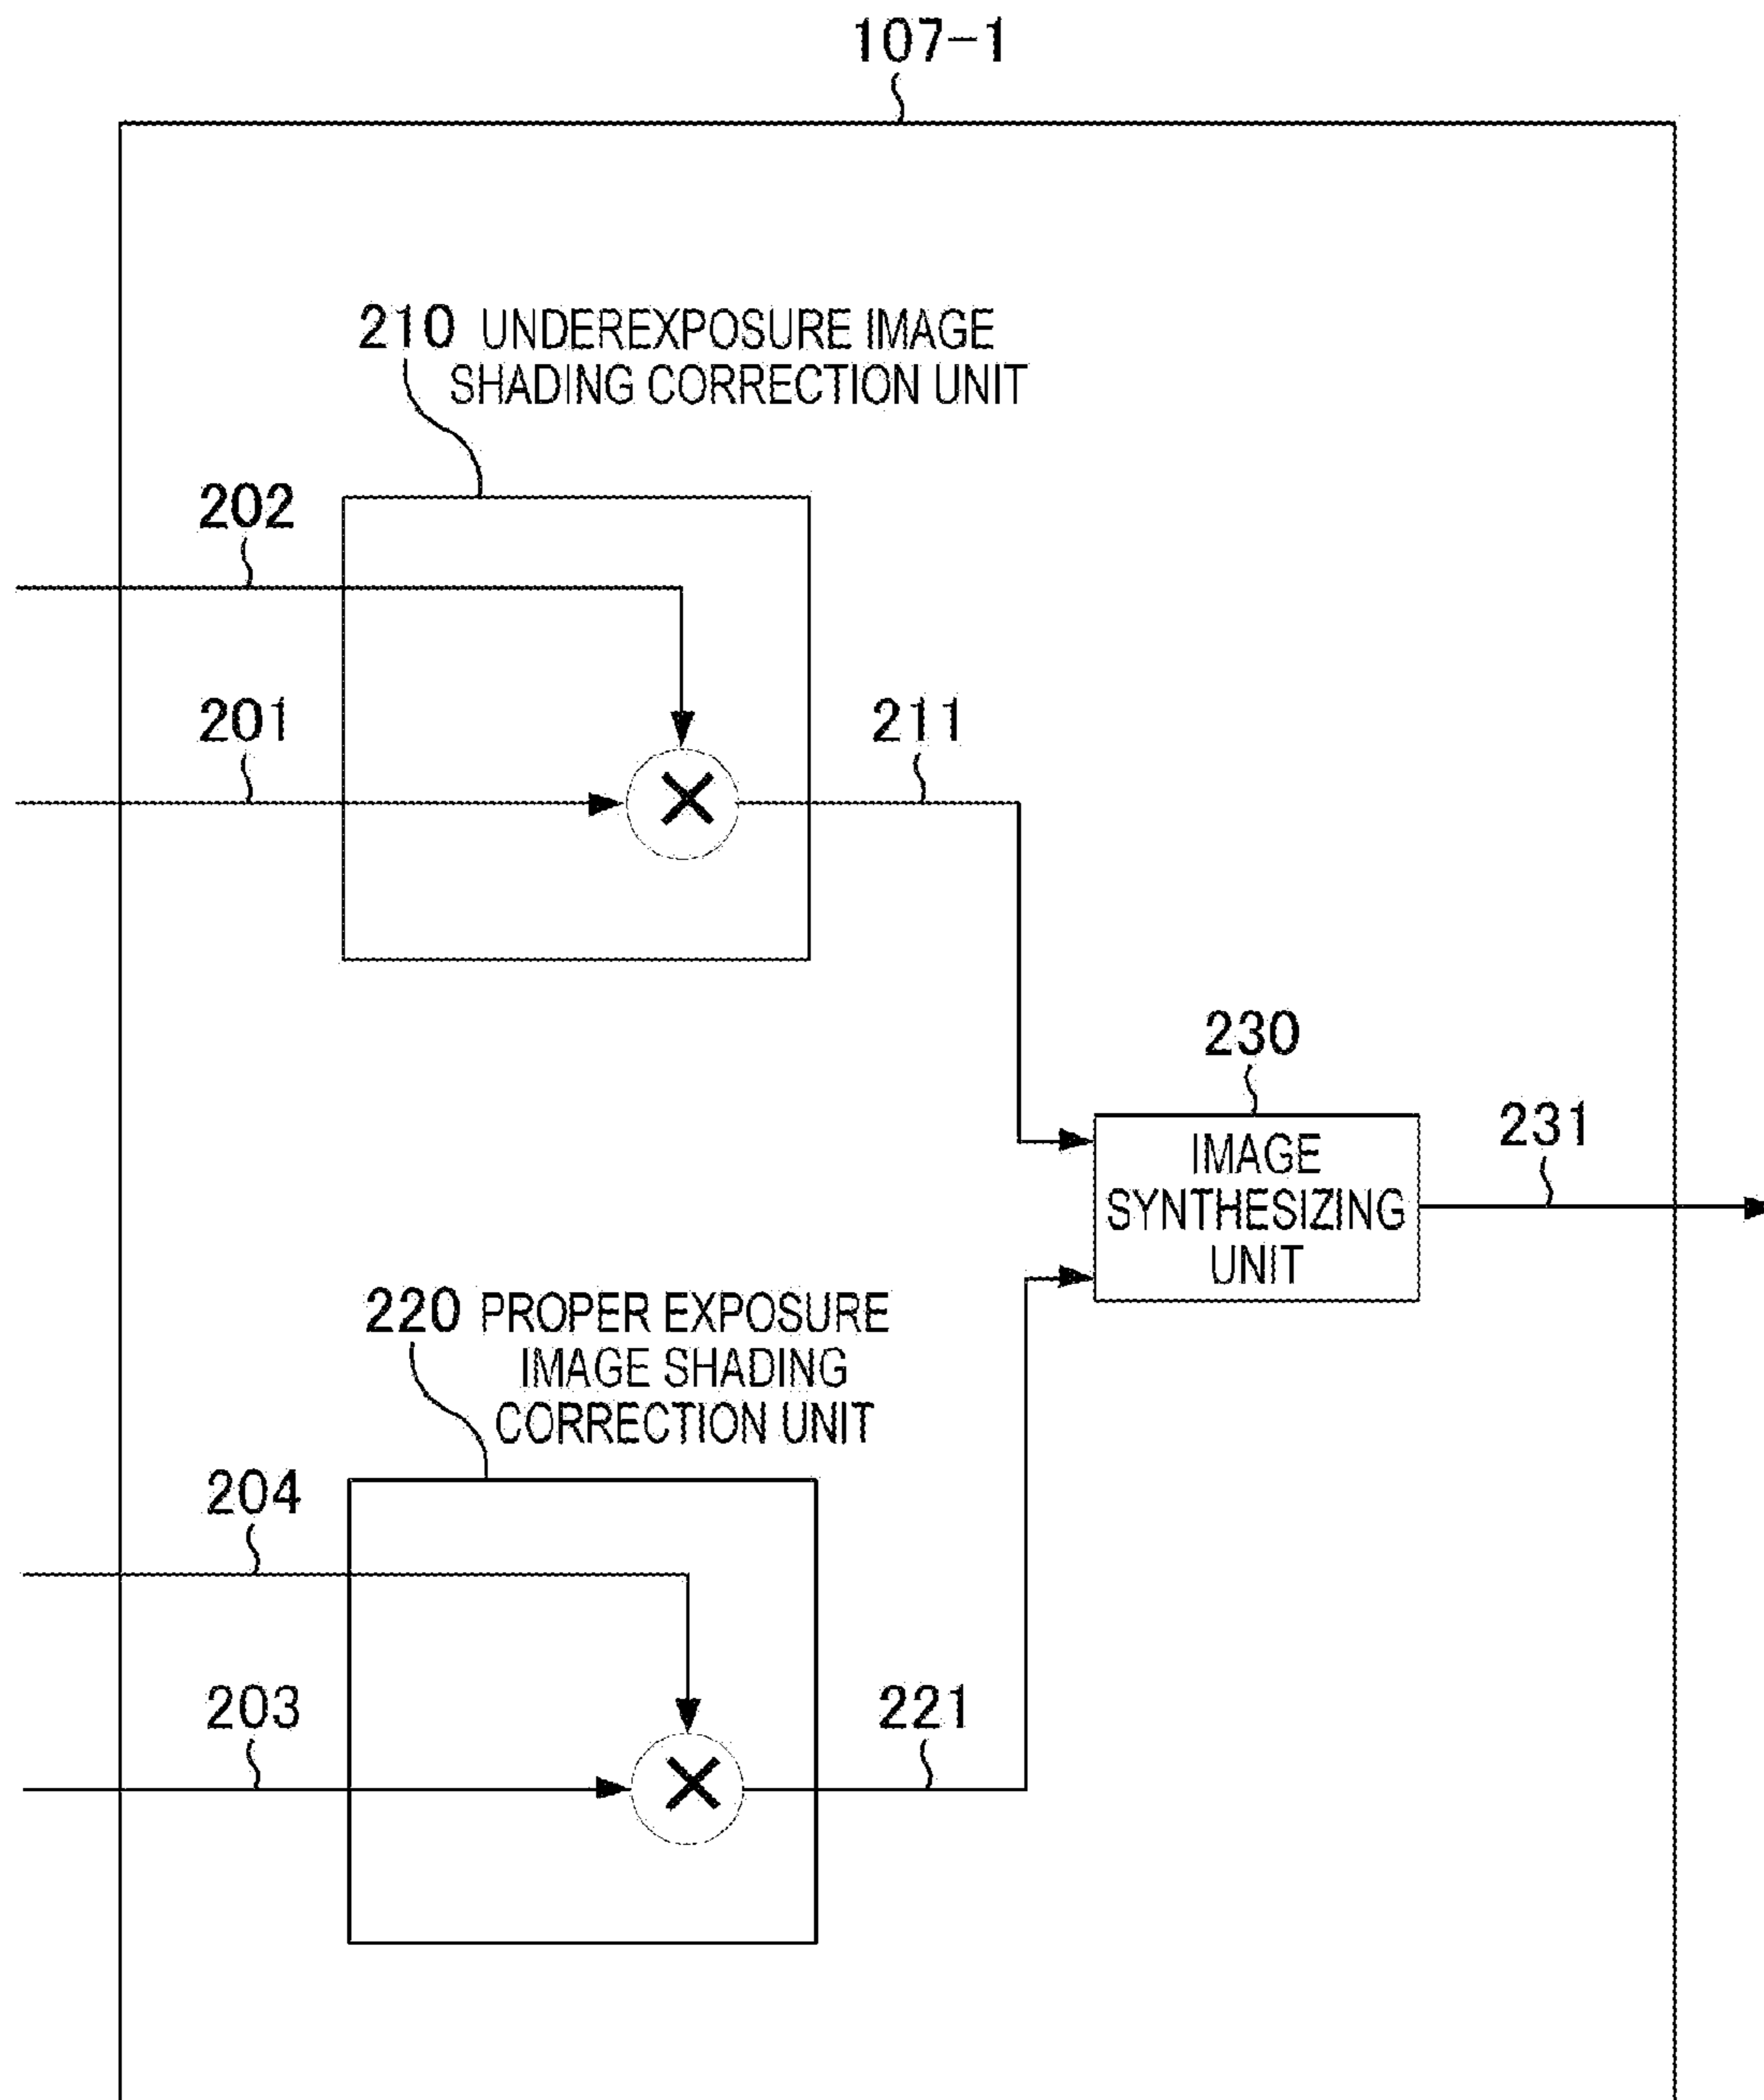 107-1
210 UNDEREXPOSURE IMAGE
SHADING CORRECTION UNIT
202
201
211
230
IMAGE
SYNTHESIZING
UNIT
231
220 PROPER EXPOSURE
IMAGE SHADING
CORRECTION UNIT
204
203
221